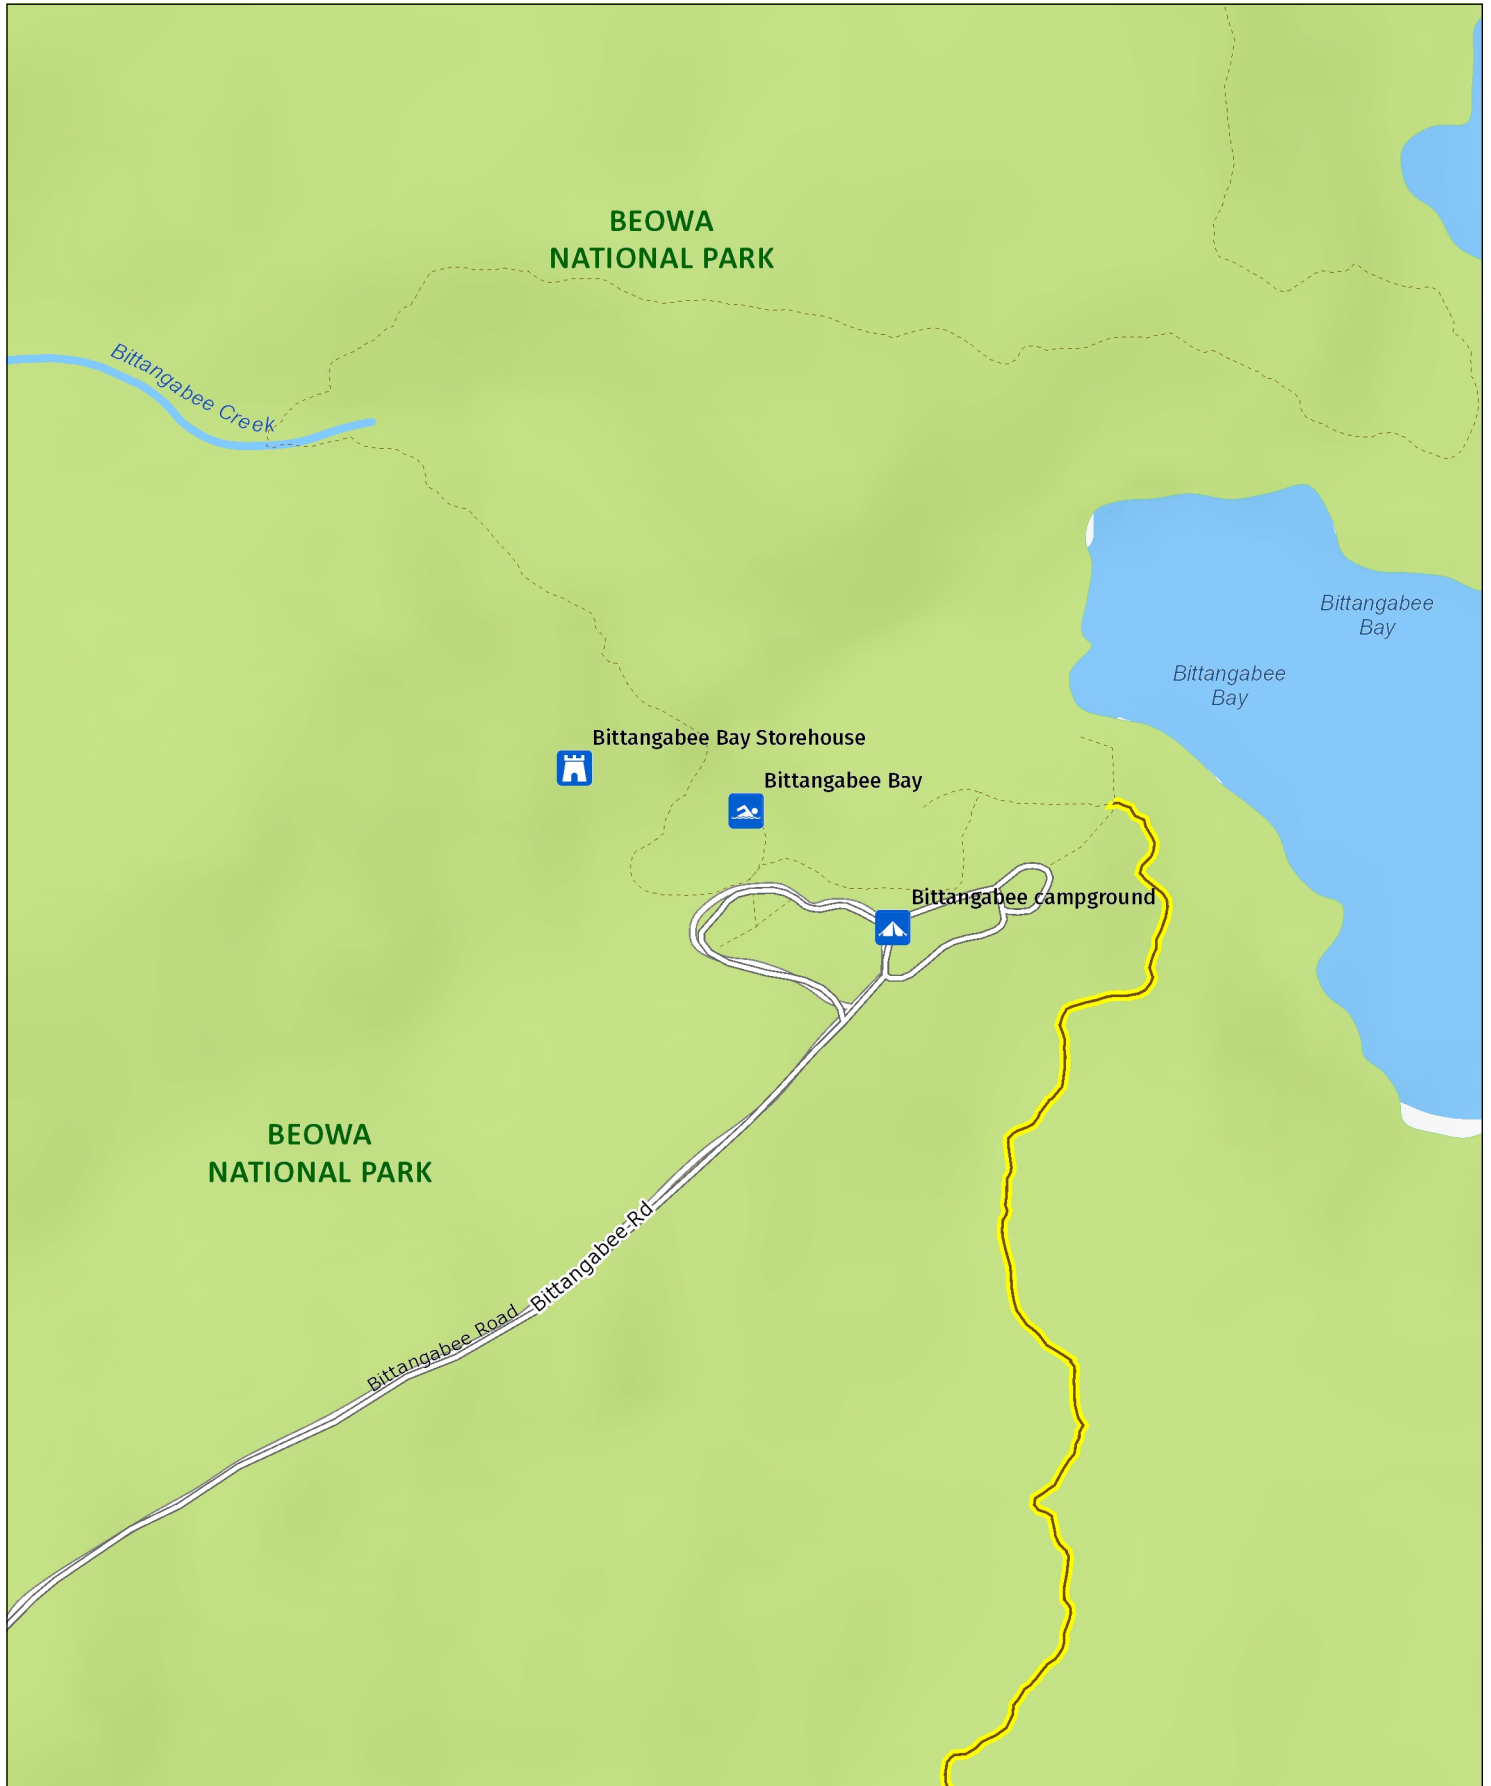 BEOWA
NATIONAL PARK
Bittangabee Creek
Bittangabee
Bay
Bittangabee
Bay
Bittangabee Bay Storehouse
Bittangabee Bay
Bittangabee campground
BEOWA
NATIONAL PARK
Bittangabee-Rd
Bittangabee Road